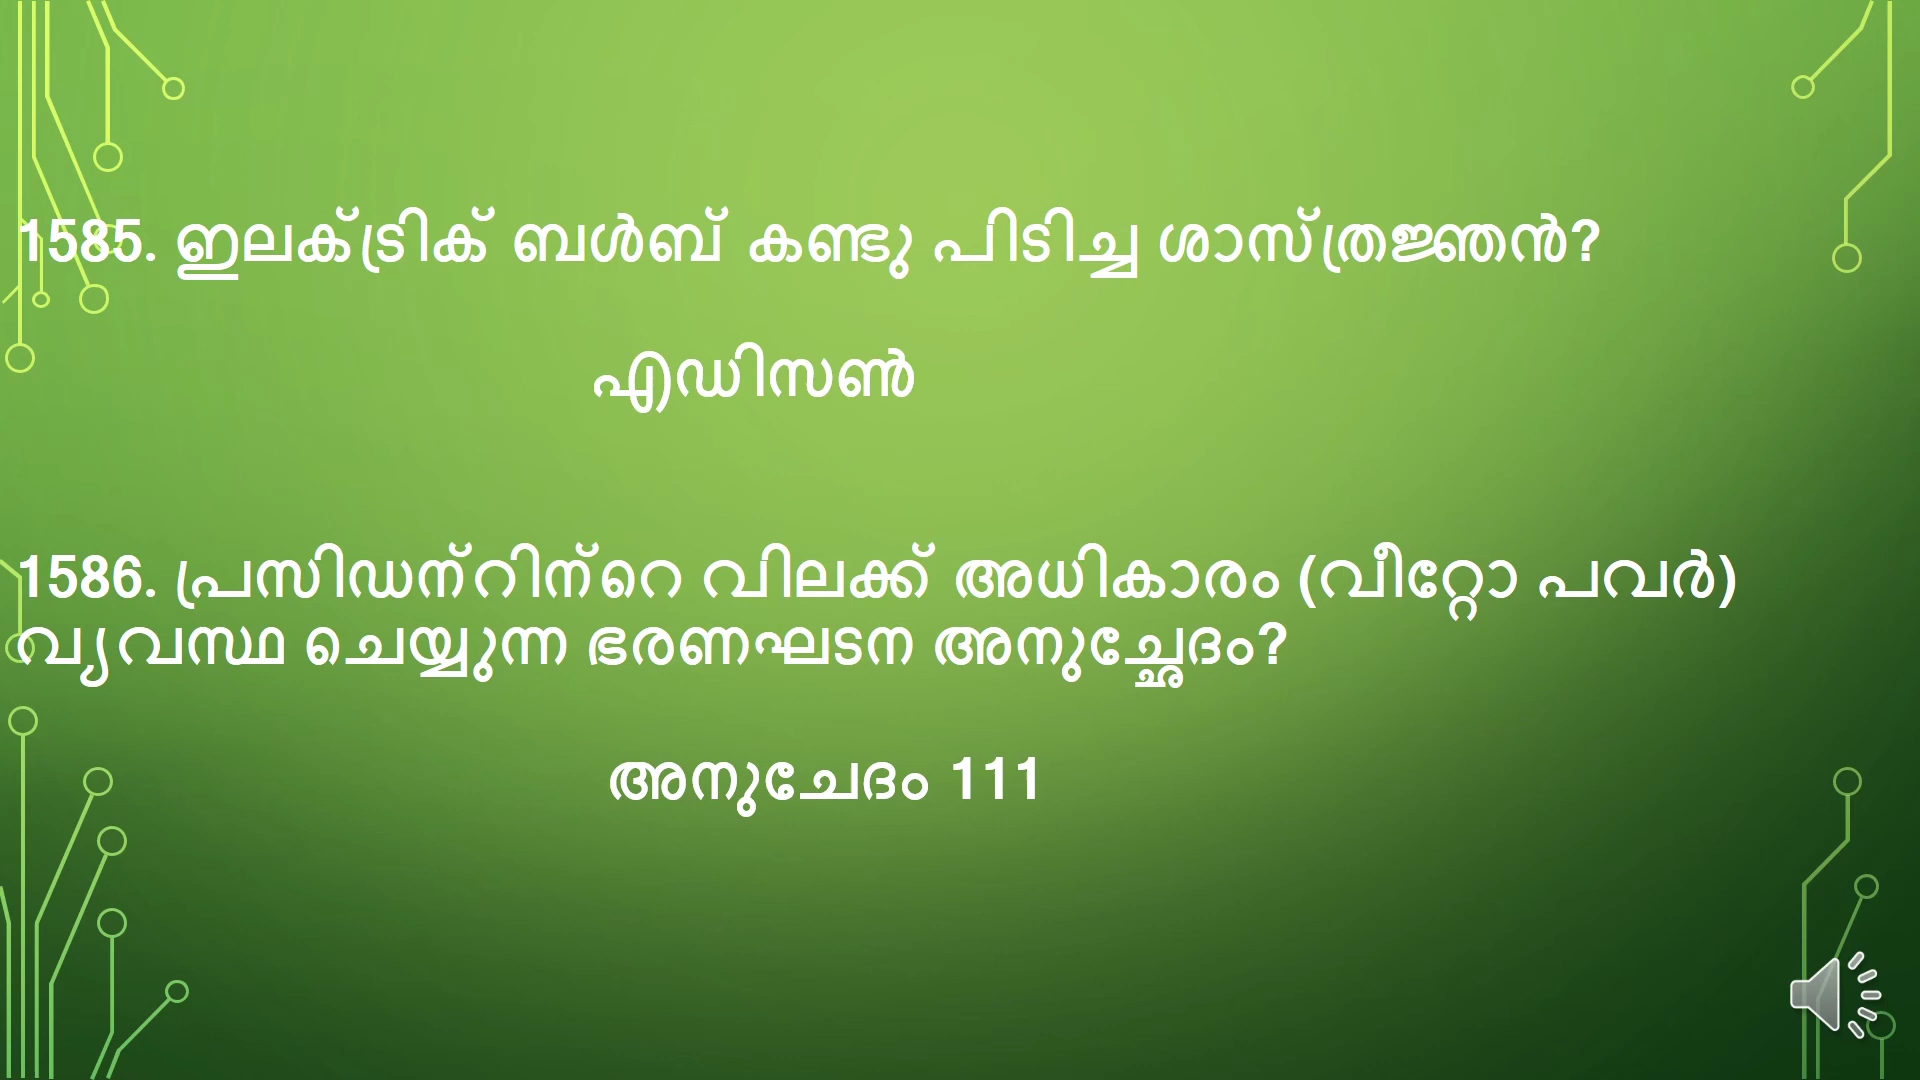 1585. ഇലക്ട്രിക് ബൾബ് കണ്ടു പിടിച്ച ശാസ്ത്രജ്ഞൻ?
എഡിസൺ
1586. പ്രസിഡന്റിന്റെ വിലക്ക് അധികാരം (വീറ്റോ പവർ)
വ്യവസ്ഥ ചെയ്യുന്ന ഭരണഘടന അനുച്ഛേദം?
അനുചേദം 111